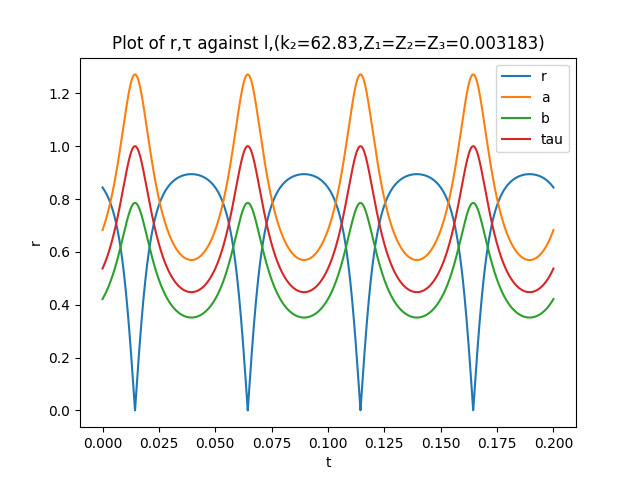 Plot of r,τ against l,(k₂=62.83,Z₁=Z₂=Z₃=0.003183)
r
a
b
tau
1.2
1.0
0.8
0.6
0.4
0.2
0.0
r
0.000 0.025 0.050 0.075 0.100 0.125 0.150 0.175 0.200
t